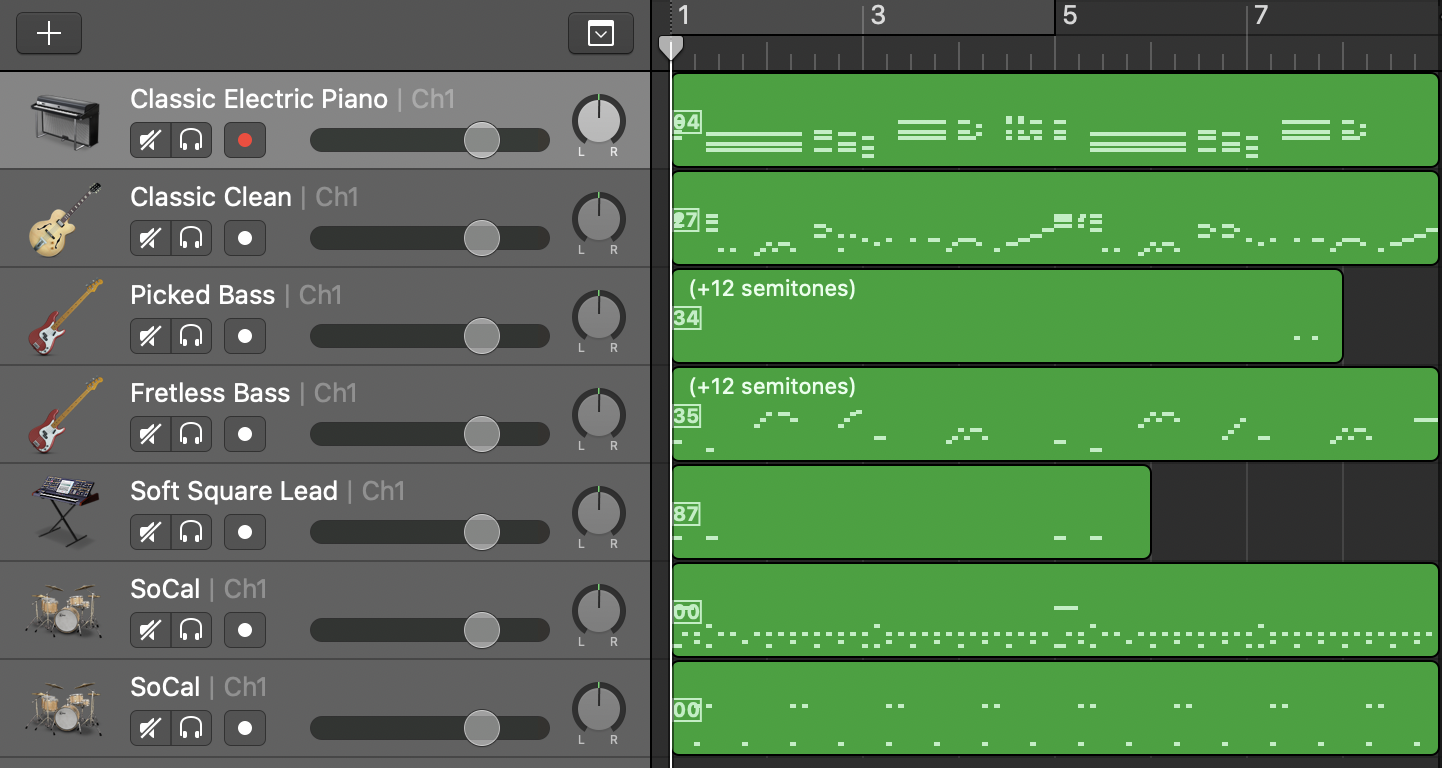 1 3 5 7
Classic Electric Piano | Ch1
L R
04
Classic Clean | Ch1
L R
27
Picked Bass | Ch1
L R
(+12 semitones)
34
Fretless Bass | Ch1
L R
(+12 semitones)
35
Soft Square Lead | Ch1
L R
87
SoCal | Ch1
L R
00
SoCal | Ch1
L R
00